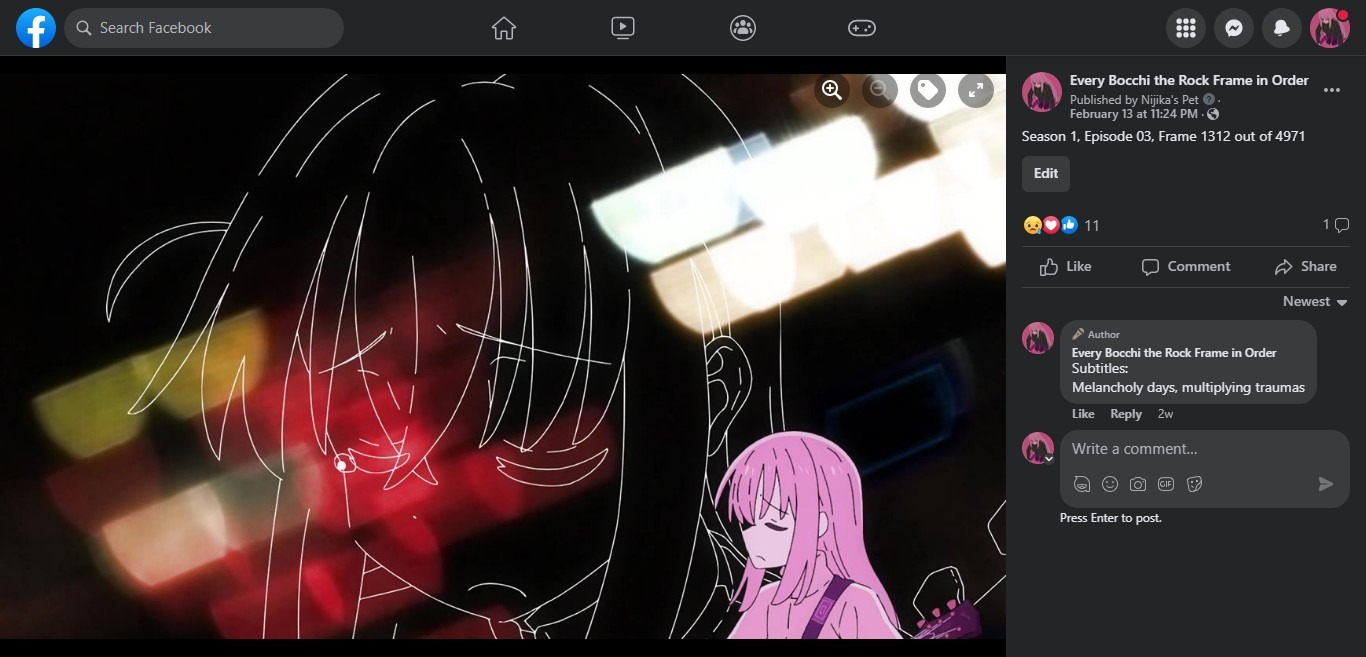 Search Facebook
Every Bocchi the Rock Frame in Order
Published by Nijika's Pet ·
February 13 at 11:24 PM ·
Season 1, Episode 03, Frame 1312 out of 4971
Edit
11
1
Like
Comment
Share
Newest
Author
Every Bocchi the Rock Frame in Order
Subtitles:
Melancholy days, multiplying traumas
Like Reply 2w
Write a comment…
GIF
Press Enter to post.